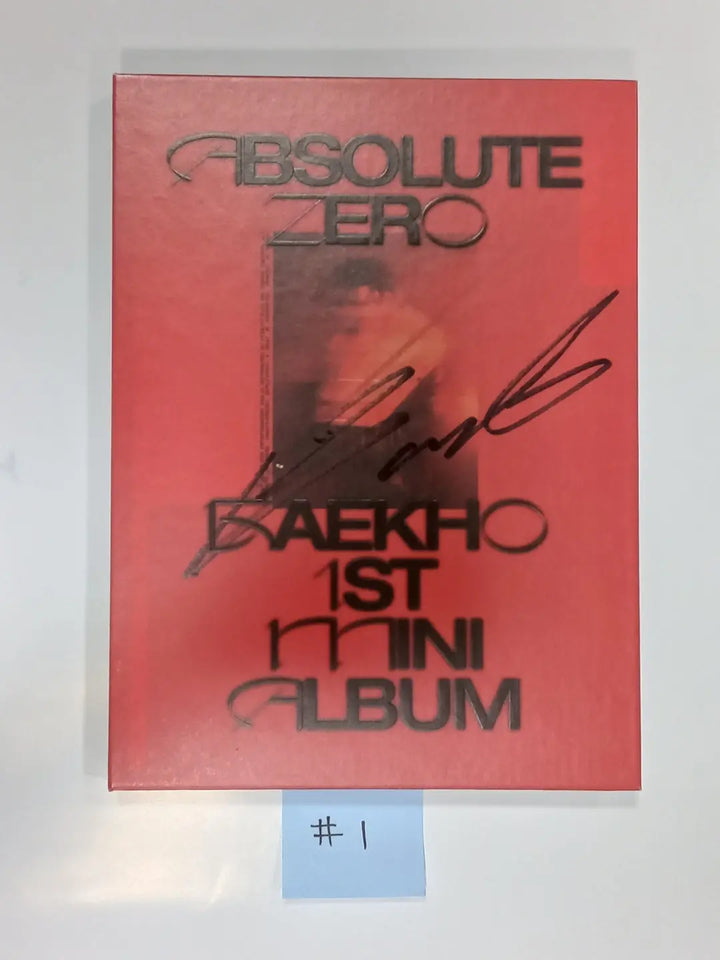 ABSOLUTE
ZERO
BAEKHO
1ST
MINI
ALBUM
#1